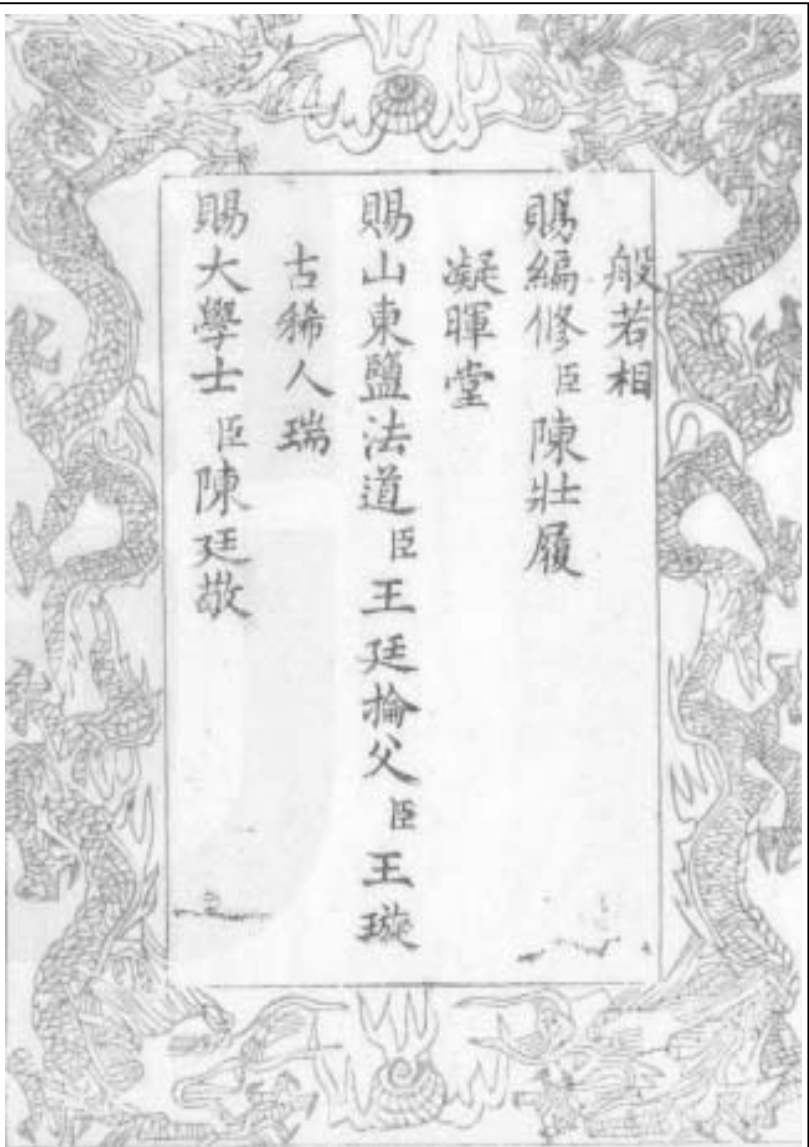 般若相
賜編修臣陳壯履
凝暉堂
賜山東鹽法道臣王廷掄父臣王璇
古稀人瑞
賜大學士臣陳廷敬